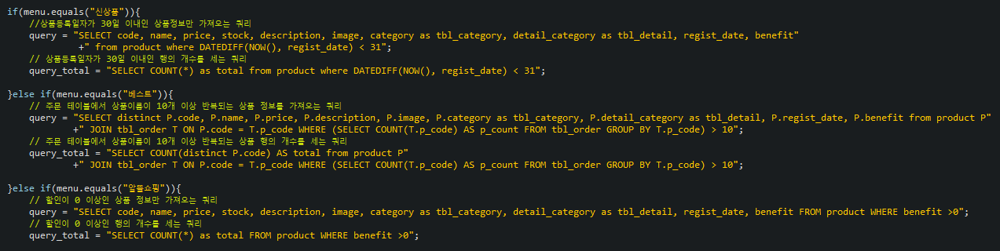 if(menu.equals("신상품")){
//상품등록일자가 30일 이내인 상품정보만 가져오는 쿼리
query = "SELECT code, name, price, stock, description, image, category as tbl_category, detail_category as tbl_detail, regist_date, benefit"
+" from product where DATEDIFF(NOW(), regist_date) < 31";
// 상품등록일자가 30일 이내인 행의 개수를 세는 쿼리
query_total = "SELECT COUNT(*) as total from product where DATEDIFF(NOW(), regist_date) < 31";
}else if(menu.equals("베스트")){
// 주문 테이블에서 상품이름이 10개 이상 반복되는 상품 정보를 가져오는 쿼리
query = "SELECT distinct P.code, P.name, P.price, P.description, P.image, P.category as tbl_category, P.detail_category as tbl_detail, P.regist_date, P.benefit from product P"
+" JOIN tbl_order T ON P.code = T.p_code WHERE (SELECT COUNT(T.p_code) AS p_count FROM tbl_order GROUP BY T.p_code) > 10";
// 주문 테이블에서 상품이름이 10개 이상 반복되는 상품 행의 개수를 세는 쿼리
query_total = "SELECT COUNT(distinct P.code) AS total from product P"
+" JOIN tbl_order T ON P.code = T.p_code WHERE (SELECT COUNT(T.p_code) AS p_count FROM tbl_order GROUP BY T.p_code) > 10";
}else if(menu.equals("알뜰쇼핑")){
// 할인이 0 이상인 상품 정보만 가져오는 쿼리
query = "SELECT code, name, price, stock, description, image, category as tbl_category, detail_category as tbl_detail, regist_date, benefit FROM product WHERE benefit >0";
// 할인이 0 이상인 행의 개수를 세는 쿼리
query_total = "SELECT COUNT(*) as total FROM product WHERE benefit >0";